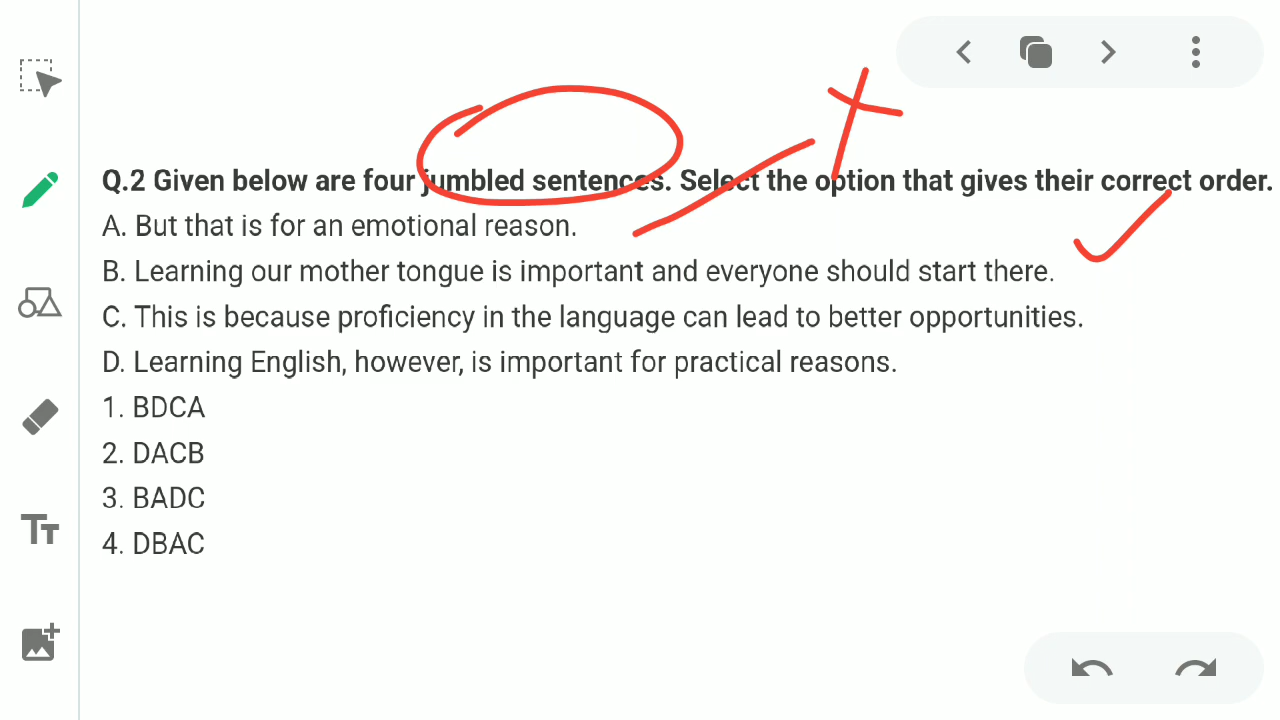 Q.2 Given below are four jumbled sentences. Select the option that gives their correct order.
A. But that is for an emotional reason.
B. Learning our mother tongue is important and everyone should start there.
C. This is because proficiency in the language can lead to better opportunities.
D. Learning English, however, is important for practical reasons.
1. BDCA
2. DACB
3. BADC
4. DBAC